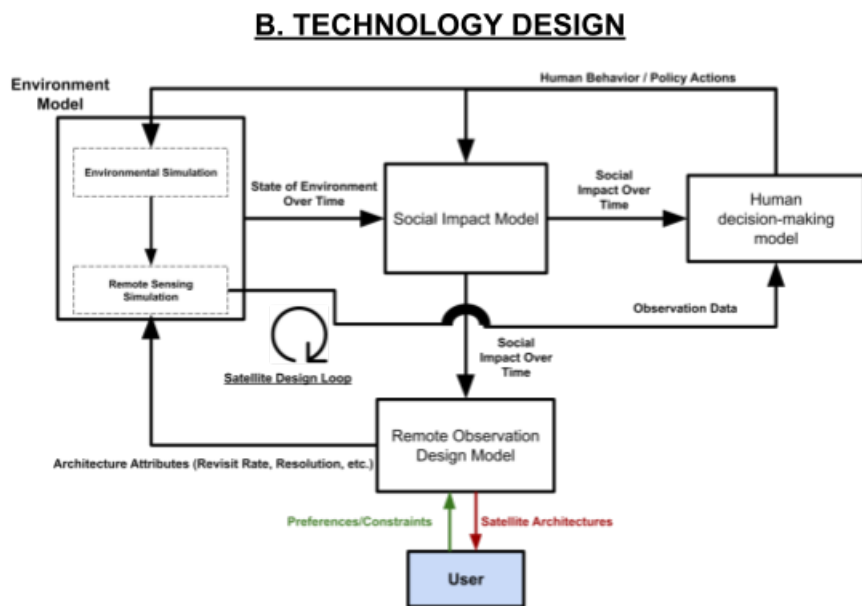 B. TECHNOLOGY DESIGN
Human Behavior / Policy Actions
Environment
Model
Environmental Simulation
State of Environment
Over Time
Social Impact Model
Social
Impact Over
Time
Human
decision-making
model
Remote Sensing
Simulation
Observation Data
Satellite Design Loop
Social
Impact Over
Time
Remote Observation
Design Model
Architecture Attributes (Revisit Rate, Resolution, etc.)
Preferences/Constraints
Satellite Architectures
User